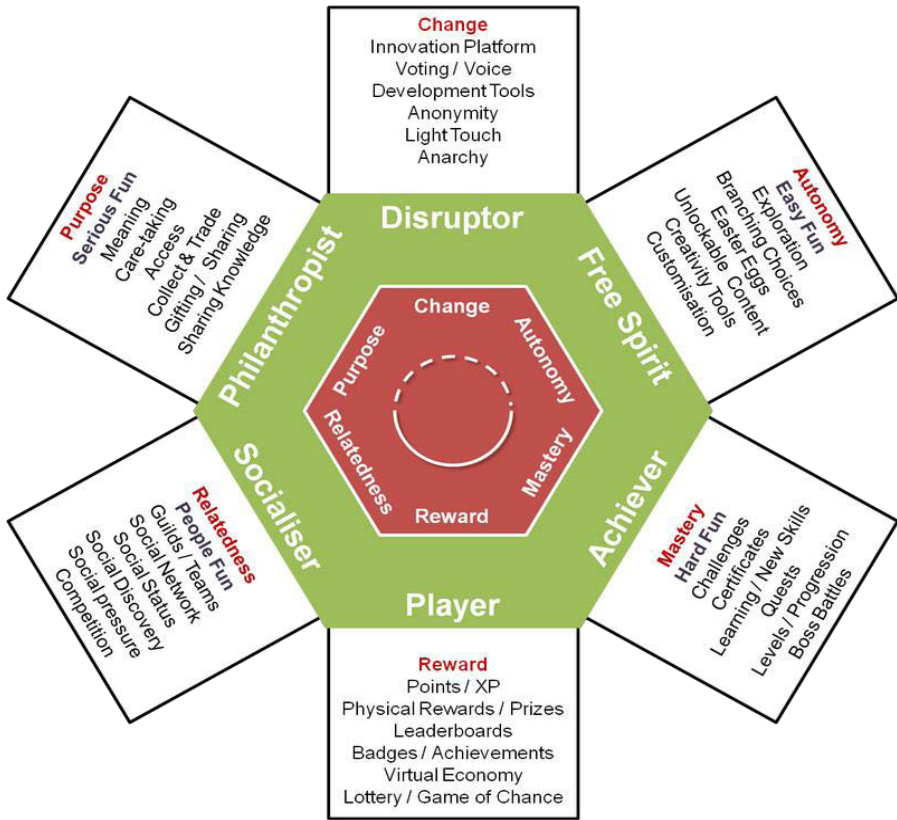 Change
Innovation Platform
Voting / Voice
Development Tools
Anonymity
Light Touch
Anarchy
Purpose
Serious Fun
Meaning
Care-taking
Access
Collect & Trade
Gifting / Sharing
Sharing Knowledge
Autonomy
Easy Fun
Exploration
Branching Choices
Easter Eggs
Unlockable Content
Creativity Tools
Customisation
Disruptor
Philanthropist
Free Spirit
Change
Purpose
Autonomy
Relatedness
Mastery
Reward
Socialiser
Achiever
Player
Relatedness
People Fun
Guids / Teams
Social Network
Social Status
Social Discovery
Social pressure
Competition
Mastery
Hard Fun
Challenges
Certificates
Learning / New Skills
Quests
Levels / Progression
Boss Battles
Reward
Points / XP
Physical Rewards / Prizes
Leaderboards
Badges / Achievements
Virtual Economy
Lottery / Game of Chance